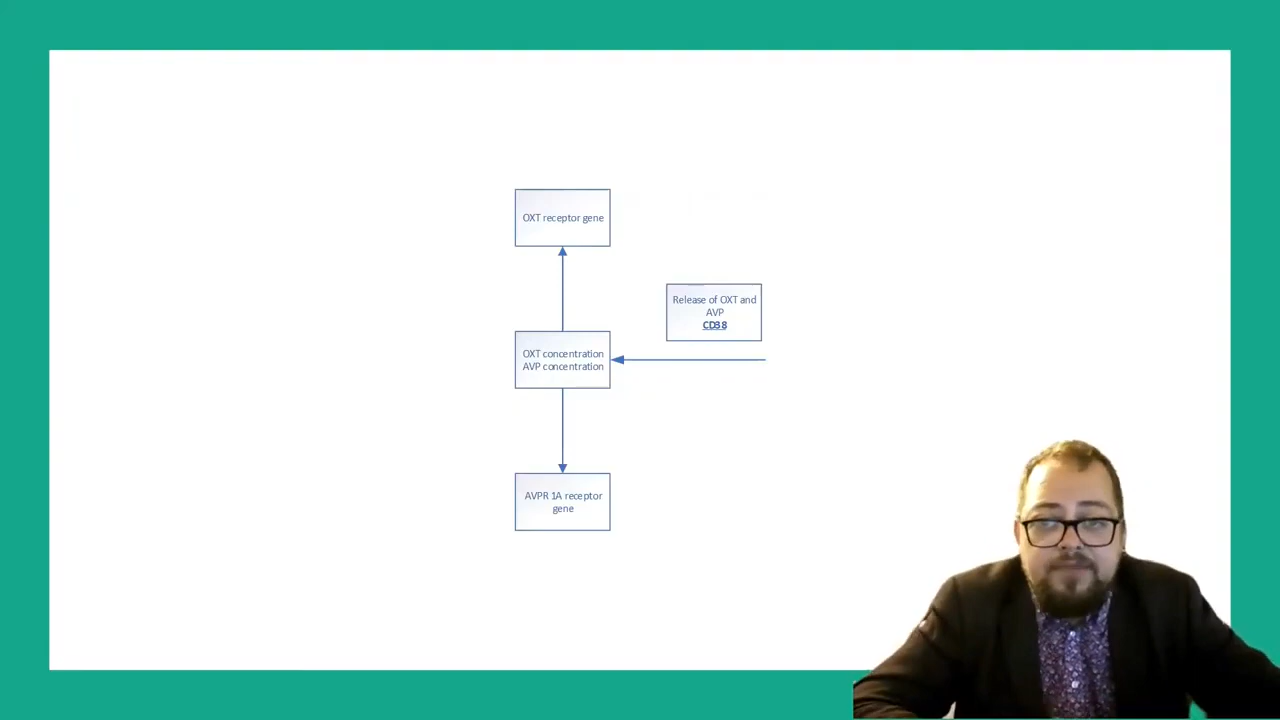 OXT receptor gene
Release of OXT and
AVP
CD38
OXT concentration
AVP concentration
AVPR 1A receptor
gene